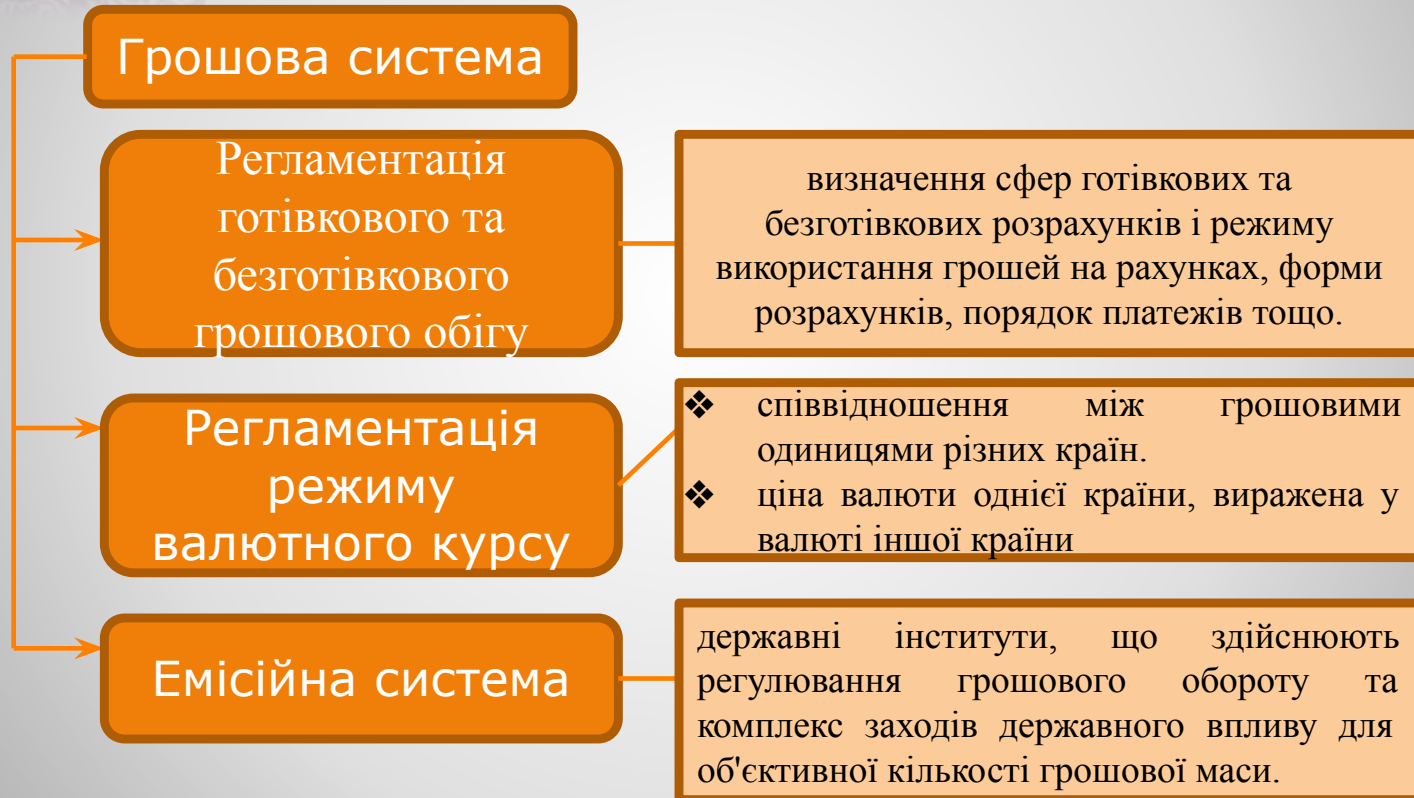 Грошова система
Регламентація
готівкового та
безготівкового
грошового обігу
визначення сфер готівкових та
безготівкових розрахунків і режиму
використання грошей на рахунках, форми
розрахунків, порядок платежів тощо.
Регламентація
режиму
валютного курсу
❖ співвідношення між грошовими
одиницями різних країн.
❖ ціна валюти однієї країни, виражена у
валюті іншої країни
Емісійна система
державні інститути, що здійснюють
регулювання грошового обороту та
комплекс заходів державного впливу для
об'єктивної кількості грошової маси.